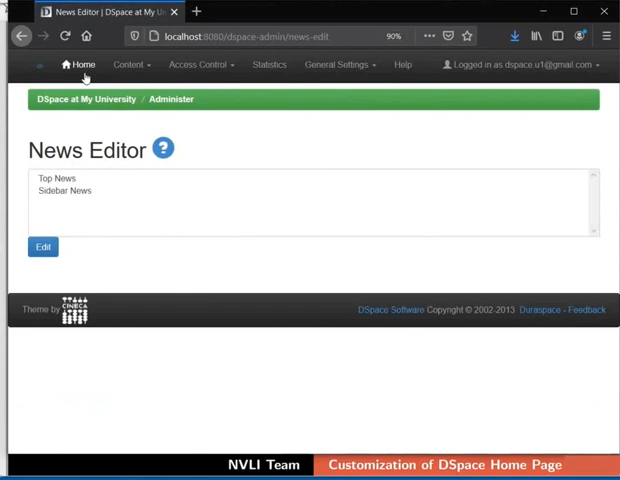 News Editor | DSpace at My Un
localhost:8080/dspace-admin/news-edit 90%
Home Content Access Control Statistics General Settings Help Logged in as dspace.u1@gmail.com
DSpace at My University / Administer
News Editor ?
Top News
Sidebar News
Edit
Theme by CINECA DSpace Software Copyright © 2002-2013 Duraspace - Feedback
NVLI Team Customization of DSpace Home Page